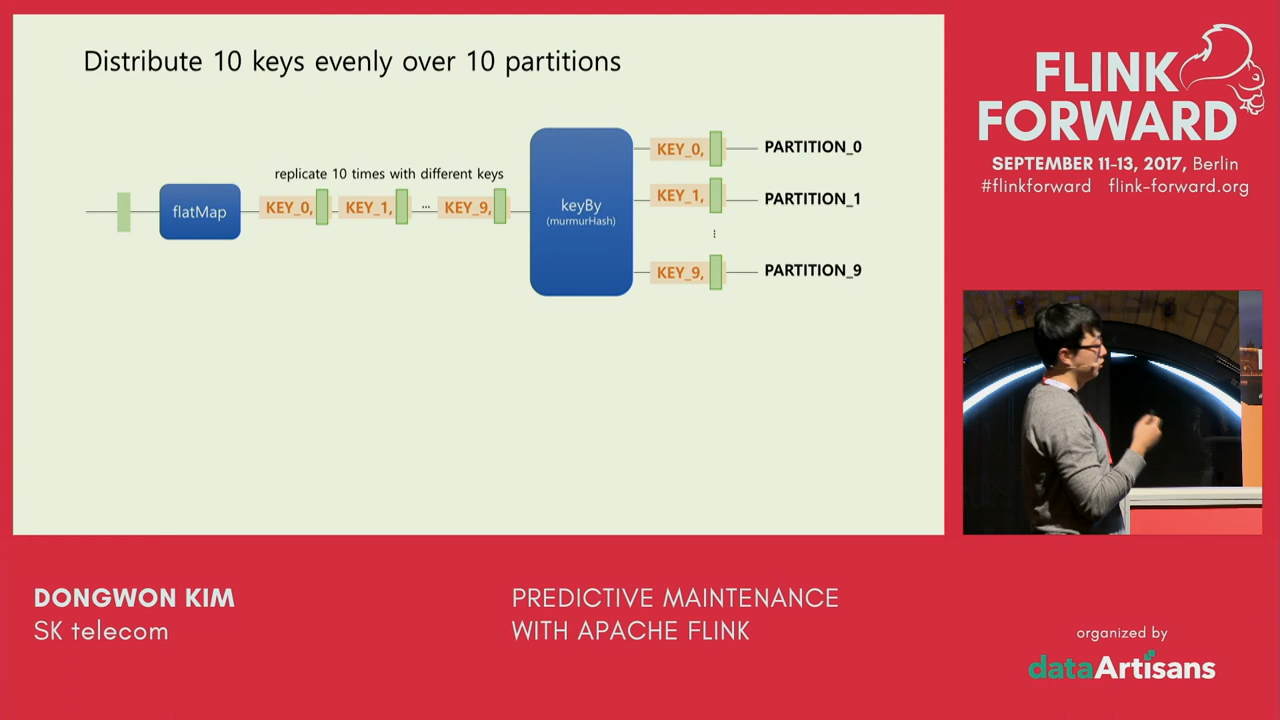 Distribute 10 keys evenly over 10 partitions
replicate 10 times with different keys
flatMap
KEY_0,
KEY_1,
...
KEY_9,
keyBy
(murmurHash)
KEY_0,
PARTITION_0
KEY_1,
PARTITION_1
KEY_9,
PARTITION_9
FLINK
FORWARD
SEPTEMBER 11-13, 2017, Berlin
#flinkforward flink-forward.org
DONGWON KIM
SK telecom
PREDICTIVE MAINTENANCE
WITH APACHE FLINK
organized by
dataArtisans